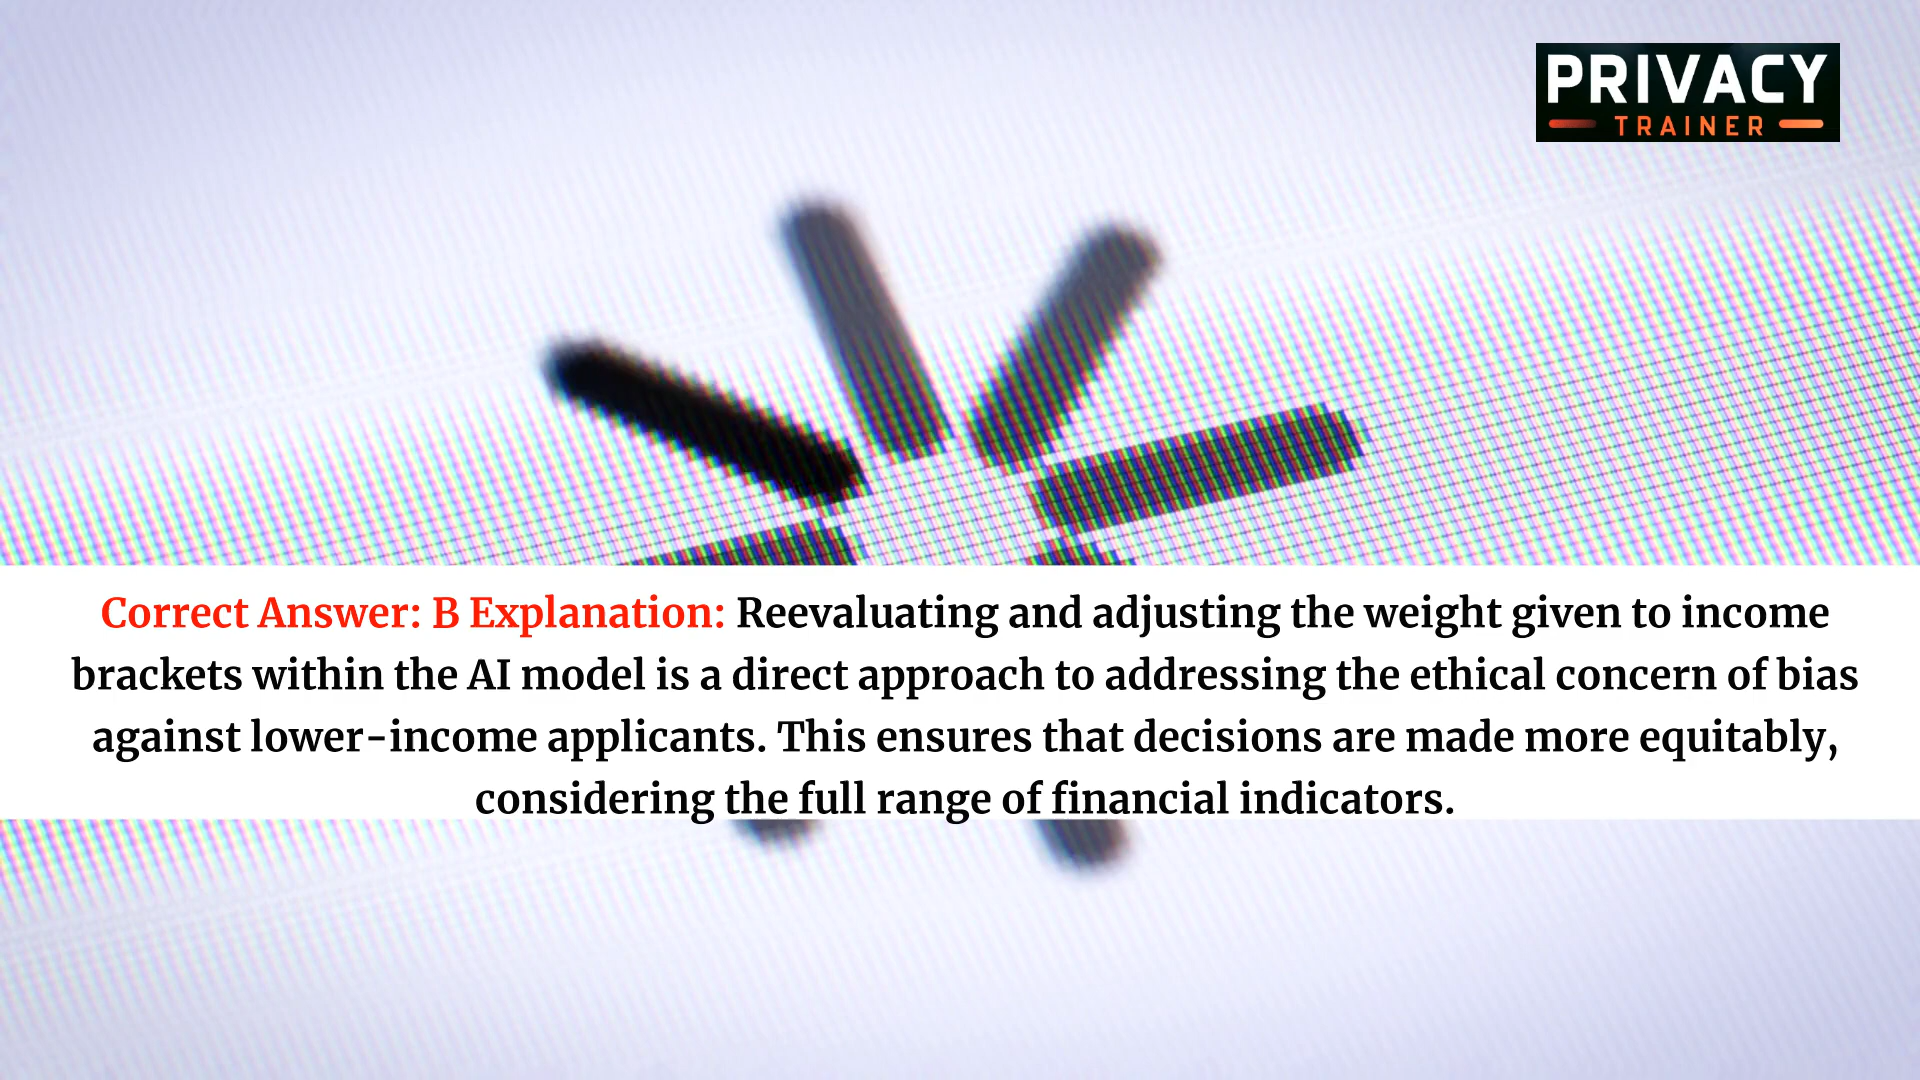 PRIVACY
TRAINER
Correct Answer: B Explanation: Reevaluating and adjusting the weight given to income
brackets within the AI model is a direct approach to addressing the ethical concern of bias
against lower-income applicants. This ensures that decisions are made more equitably,
considering the full range of financial indicators.